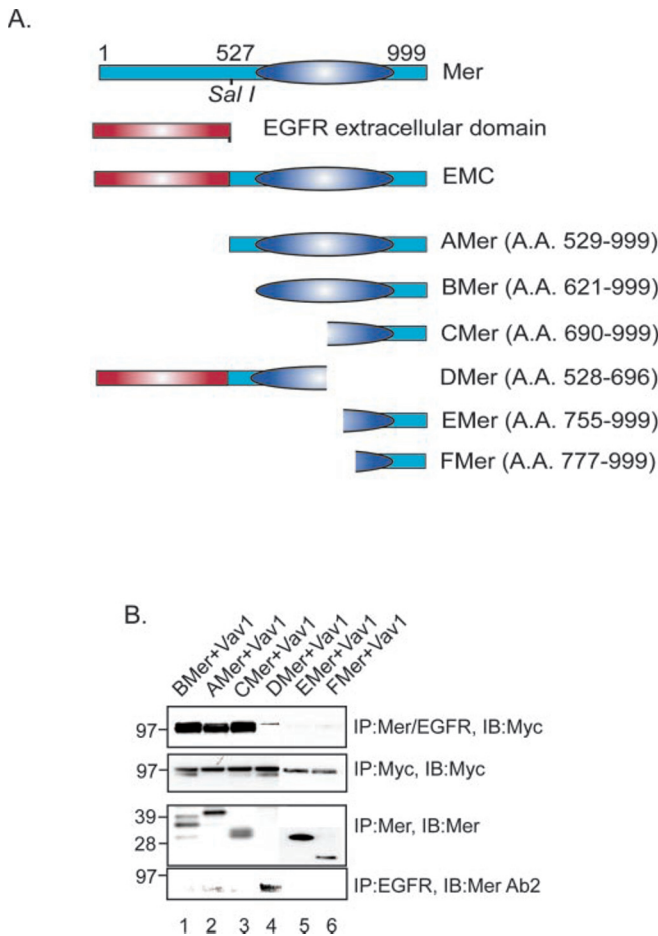 A.
1 527 999
Mer
Sal I
EGFR extracellular domain
EMC
AMer (A.A. 529-999)
BMer (A.A. 621-999)
CMer (A.A. 690-999)
DMer (A.A. 528-696)
EMer (A.A. 755-999)
FMer (A.A. 777-999)
B.
BMer+Vav1
AMer+Vav1
CMer+Vav1
DMer+Vav1
EMer+Vav1
FMer+Vav1
97 IP:Mer/EGFR, IB:Myc
97 IP:Myc, IB:Myc
39
IP:Mer, IB:Mer
28
97
IP:EGFR, IB:Mer Ab2
1 2 3 4 5 6